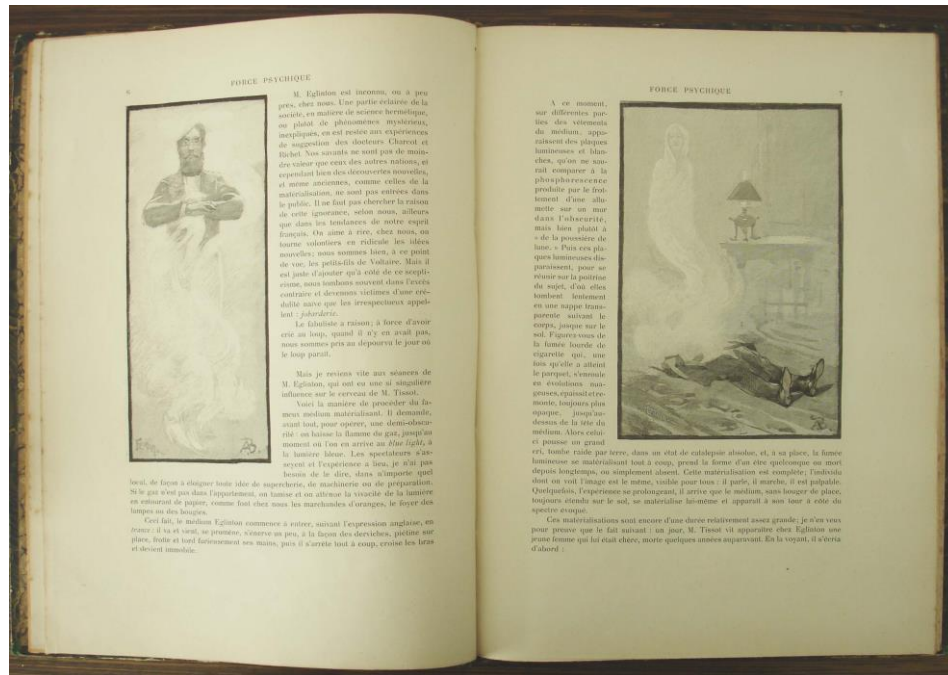 6
FORCE PSYCHIQUE
M. Eglinton est inconnu, ou à peu
près, chez nous. Une partie éclairée de la
société, en matière de science hermétique,
ou plutôt de phénomènes mystérieux,
inexpliqués, en est restée aux expériences
de suggestion des docteurs Charcot et
Richet. Nos savants ne sont pas de moin-
dre valeur que ceux des autres nations, et
cependant bien des découvertes nouvelles,
et même anciennes, comme celles de la
matérialisation, ne sont pas entrées dans
le public. Il ne faut pas chercher la raison
de cette ignorance, selon nous, ailleurs
que dans les tendances de notre esprit
français. On aime à rire, chez nous, on
tourne volontiers en ridicule les idées
nouvelles; nous sommes bien, à ce point
de vue, les petits-fils de Voltaire. Mais il
est juste d'ajouter qu'à côté de ce scepti-
cisme, nous tombons souvent dans l'excès
contraire et devenons victimes d'une cré-
dulité naïve que les irrespectueux appel-
lent : jobarderie.
Le fabuliste a raison; à force d'avoir
crié au loup, quand il n'y en avait pas,
nous sommes pris au dépourvu le jour où
le loup paraît.
Mais je reviens vite aux séances de
M. Eglinton, qui ont eu une si singulière
influence sur le cerveau de M. Tissot.
Voici la manière de procéder du fa-
meux médium matérialisant. Il demande,
avant tout, pour opérer, une demi-obscu-
rité : on baisse la flamme du gaz, jusqu'au
moment où l'on en arrive au blue light, à
la lumière bleue. Les spectateurs s'as-
seyent et l'expérience a lieu, je n'ai pas
besoin de le dire, dans n'importe quel
local, de façon à éloigner toute idée de supercherie, de machinerie ou de préparation.
Si le gaz n'est pas dans l'appartement, on tamise et on atténue la vivacité de la lumière
en entourant de papier, comme font chez nous les marchandes d'oranges, le foyer des
lampes ou des bougies.
Ceci fait, le médium Eglinton commence à entrer, suivant l'expression anglaise, en
trance : il va et vient, se promène, s'énerve un peu, à la façon des derviches, piétine sur
place, frotte et tord furieusement ses mains, puis il s'arrête tout à coup, croise les bras
et devient immobile.
FORCE PSYCHIQUE
7
A ce moment,
sur différentes par-
ties des vêtements
du médium, appa-
raissent des plaques
lumineuses et blan-
ches, qu'on ne sau-
rait comparer à la
phosphorescence
produite par le frot-
tement d'une allu-
mette sur un mur
dans l'obscurité,
mais bien plutôt à
« de la poussière de
lune. » Puis ces pla-
ques lumineuses dis-
paraissent, pour se
réunir sur la poitrine
du sujet, d'où elles
tombent lentement
en une nappe trans-
parente suivant le
corps, jusque sur le
sol. Figurez-vous de
la fumée lourde de
cigarette qui, une
fois qu'elle a atteint
le parquet, s'enroule
en évolutions nua-
geuses, épaissit et re-
monte, toujours plus
opaque, jusqu'au-
dessus de la tête du
médium. Alors celui-
ci pousse un grand
cri, tombe raide par terre, dans un état de catalepsie absolue, et, à sa place, la fumée
lumineuse se matérialisant tout à coup, prend la forme d'un être quelconque ou mort
depuis longtemps, ou simplement absent. Cette matérialisation est complète; l'individu
dont on voit l'image est le même, visible pour tous : il parle, il marche, il est palpable.
Quelquefois, l'expérience se prolongeant, il arrive que le médium, sans bouger de place,
toujours étendu sur le sol, se matérialise lui-même et apparaît à son tour à côté du
spectre évoqué.
Ces matérialisations sont encore d'une durée relativement assez grande; je n'en veux
pour preuve que le fait suivant : un jour, M. Tissot vit apparaître chez Eglinton une
jeune femme qui lui était chère, morte quelques années auparavant. En la voyant, il s'écria
d'abord :